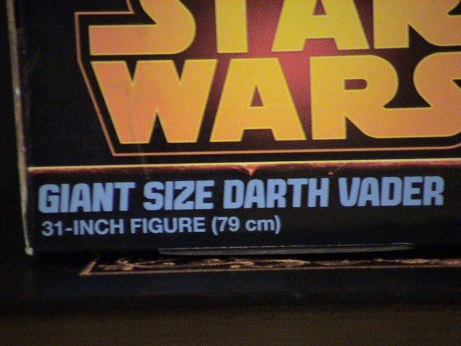 STAR
WARS
GIANT SIZE DARTH VADER
31-INCH FIGURE (79 cm)